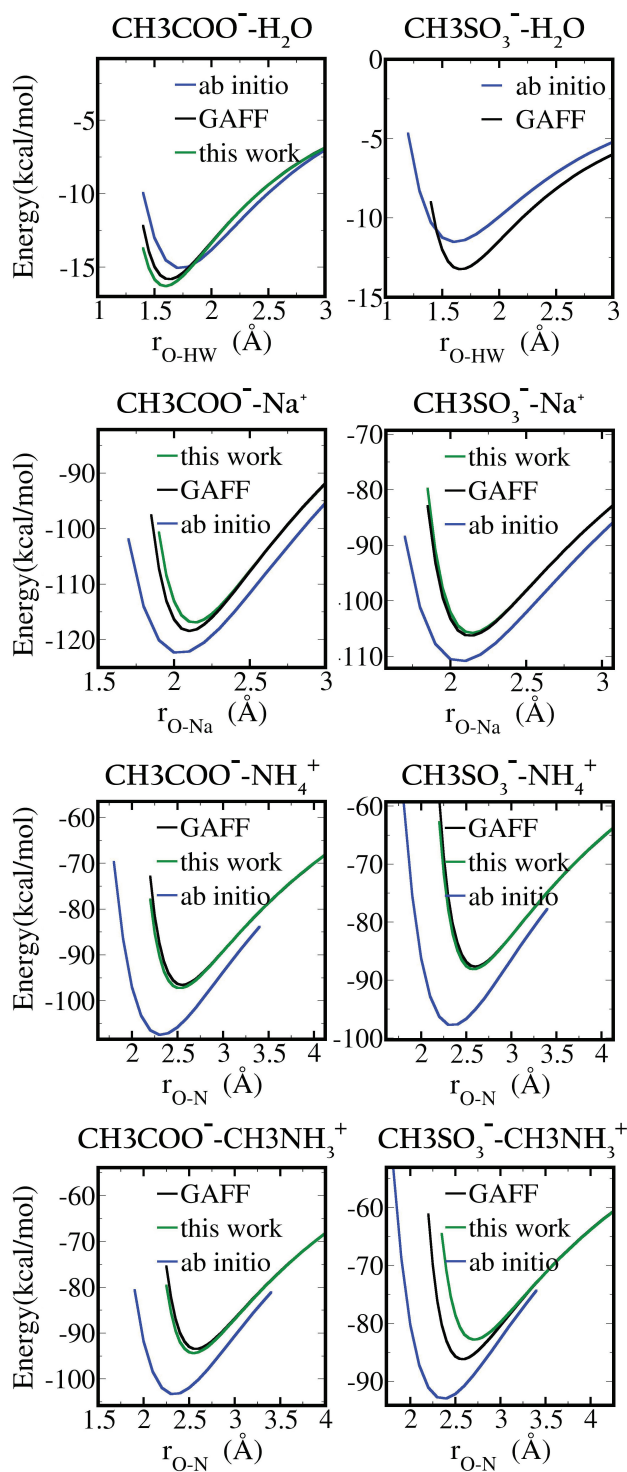 CH3COO⁻-H₂O
CH3SO₃⁻-H₂O
Energy(kcal/mol)
-5
-10
-15
ab initio
GAFF
this work
1 1.5 2 2.5 3
r_O-HW (Å)
0
-5
-10
-15
ab initio
GAFF
1 1.5 2 2.5 3
r_O-HW (Å)
CH3COO⁻-Na⁺
CH3SO₃⁻-Na⁺
Energy(kcal/mol)
-90
-100
-110
-120
this work
GAFF
ab initio
1.5 2 2.5 3
r_O-Na (Å)
-70
-80
-90
-100
-110
this work
GAFF
ab initio
2 2.5 3
r_O-Na (Å)
CH3COO⁻-NH₄⁺
CH3SO₃⁻-NH₄⁺
Energy(kcal/mol)
-60
-70
-80
-90
-100
GAFF
this work
ab initio
2 2.5 3 3.5 4
r_O-N (Å)
-60
-70
-80
-90
-100
GAFF
this work
ab initio
2 2.5 3 3.5 4
r_O-N (Å)
CH3COO⁻-CH3NH₃⁺
CH3SO₃⁻-CH3NH₃⁺
Energy(kcal/mol)
-60
-70
-80
-90
-100
GAFF
this work
ab initio
1.5 2 2.5 3 3.5 4
r_O-N (Å)
-60
-70
-80
-90
GAFF
this work
ab initio
2 2.5 3 3.5 4
r_O-N (Å)